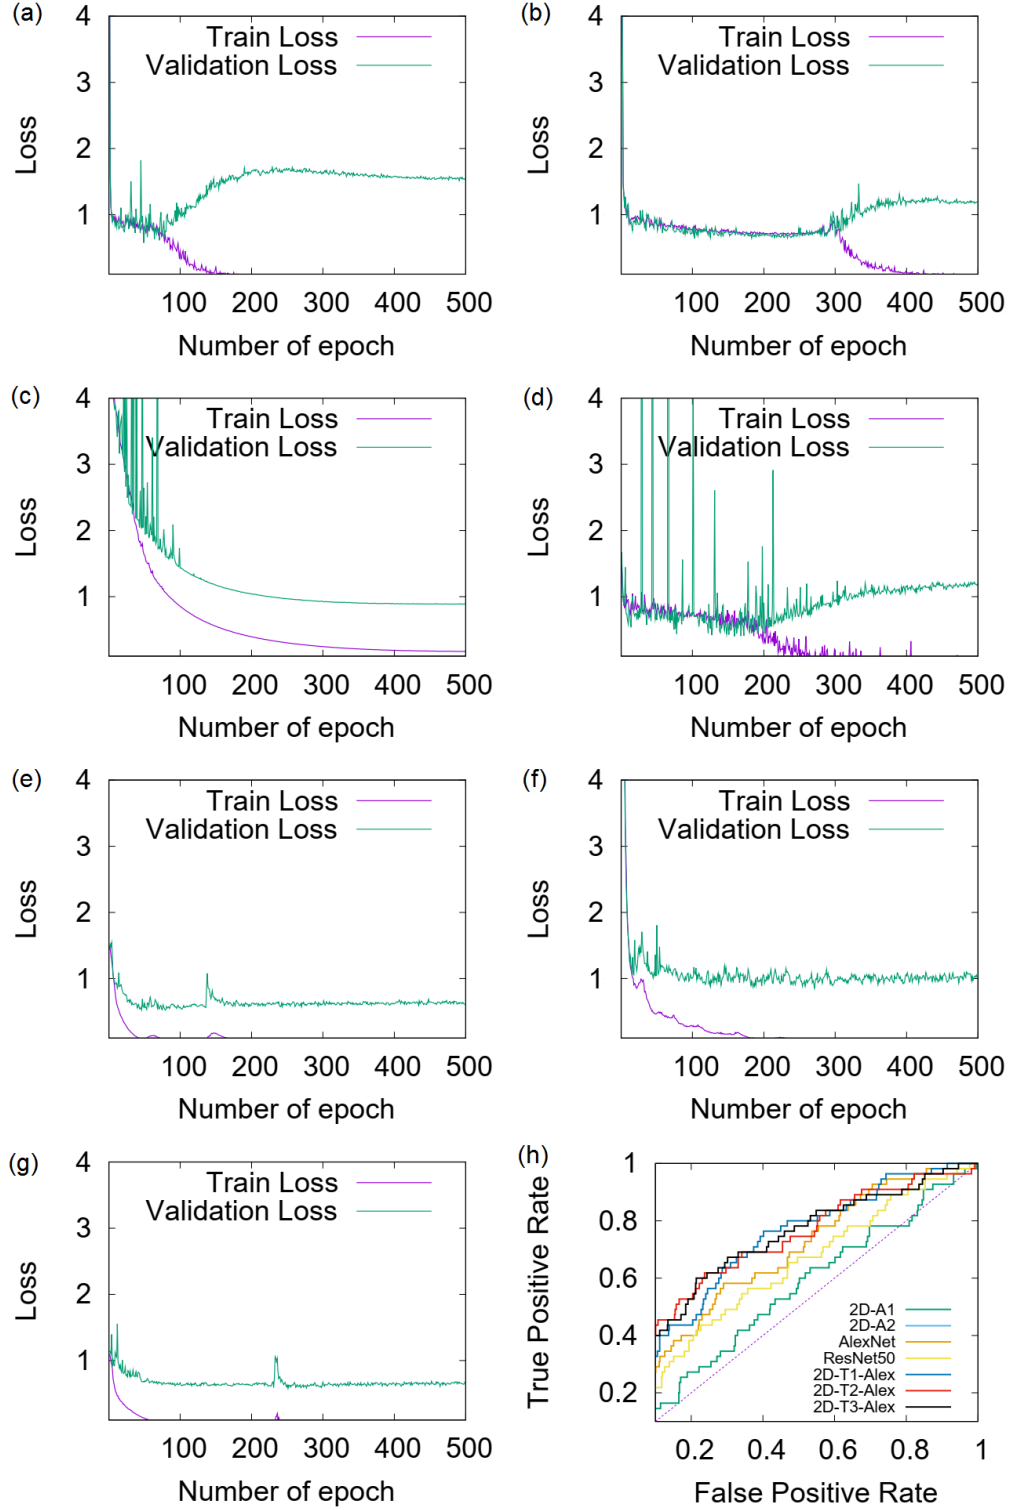 (a)
4
3
2
1
Loss
Train Loss
Validation Loss
100 200 300 400 500
Number of epoch
(b)
4
3
2
1
Loss
Train Loss
Validation Loss
100 200 300 400 500
Number of epoch
(c)
4
3
2
1
Loss
Train Loss
Validation Loss
100 200 300 400 500
Number of epoch
(d)
4
3
2
1
Loss
Train Loss
Validation Loss
100 200 300 400 500
Number of epoch
(e)
4
3
2
1
Loss
Train Loss
Validation Loss
100 200 300 400 500
Number of epoch
(f)
4
3
2
1
Loss
Train Loss
Validation Loss
100 200 300 400 500
Number of epoch
(g)
4
3
2
1
Loss
Train Loss
Validation Loss
100 200 300 400 500
Number of epoch
(h)
1
0.8
0.6
0.4
0.2
True Positive Rate
2D-A1
2D-A2
AlexNet
ResNet50
2D-T1-Alex
2D-T2-Alex
2D-T3-Alex
0.2 0.4 0.6 0.8 1
False Positive Rate